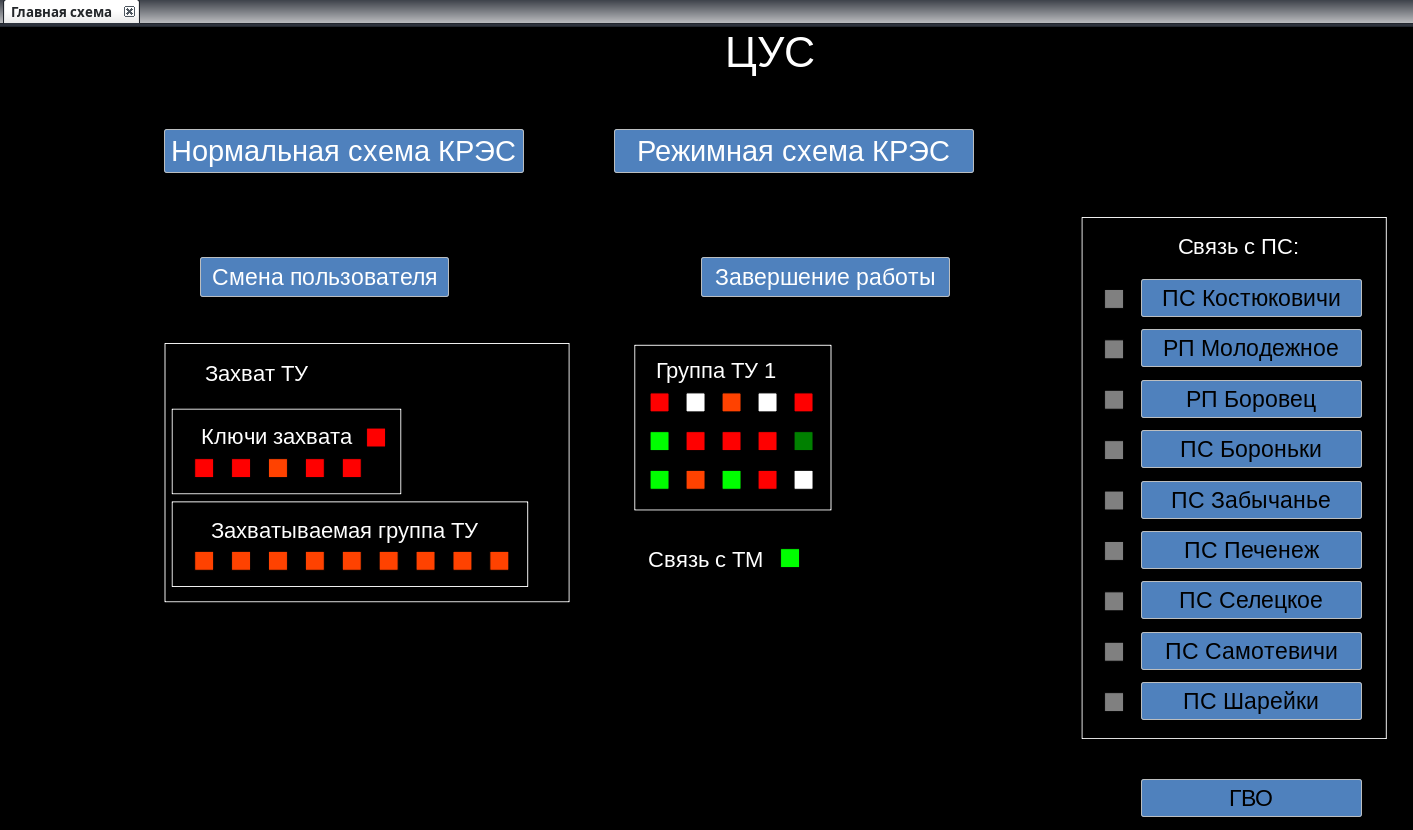 Главная схема
ЦУС
Нормальная схема КРЭС
Режимная схема КРЭС
Смена пользователя
Завершение работы
Захват ТУ
Ключи захвата
Захватываемая группа ТУ
Группа ТУ 1
Связь с ТМ
Связь с ПС:
ПС Костюковичи
РП Молодежное
РП Боровец
ПС Бороньки
ПС Забычанье
ПС Печенеж
ПС Селецкое
ПС Самотевичи
ПС Шарейки
ГВО